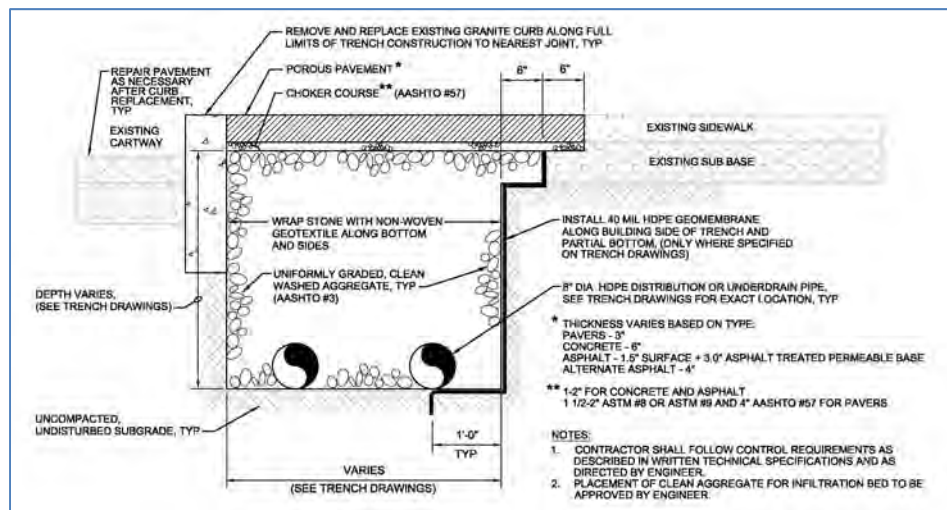 REMOVE AND REPLACE EXISTING GRANITE CURB ALONG FULL
LIMITS OF TRENCH CONSTRUCTION TO NEAREST JOINT, TYP
REPAIR PAVEMENT
AS NECESSARY
AFTER CURB
REPLACEMENT,
TYP
POROUS PAVEMENT *
CHOKER COURSE ** (AASHTO #57)
6"
6"
EXISTING
CARTWAY
EXISTING SIDEWALK
EXISTING SUB BASE
WRAP STONE WITH NON-WOVEN
GEOTEXTILE ALONG BOTTOM
AND SIDES
INSTALL 40 MIL HDPE GEOMEMBRANE
ALONG BUILDING SIDE OF TRENCH AND
PARTIAL BOTTOM, (ONLY WHERE SPECIFIED
ON TRENCH DRAWINGS)
UNIFORMLY GRADED, CLEAN
WASHED AGGREGATE, TYP
(AASHTO #3)
DEPTH VARIES,
(SEE TRENCH DRAWINGS)
8" DIA HDPE DISTRIBUTION OR UNDERDRAIN PIPE,
SEE TRENCH DRAWINGS FOR EXACT LOCATION, TYP
* THICKNESS VARIES BASED ON TYPE:
PAVERS - 3"
CONCRETE - 6"
ASPHALT - 1.5" SURFACE + 3.0" ASPHALT TREATED PERMEABLE BASE
ALTERNATE ASPHALT - 4"
** 1-2" FOR CONCRETE AND ASPHALT
1 1/2-2" ASTM #8 OR ASTM #9 AND 4" AASHTO #57 FOR PAVERS
UNCOMPACTED,
UNDISTURBED SUBGRADE, TYP
1'-0"
TYP
VARIES
(SEE TRENCH DRAWINGS)
NOTES:
1. CONTRACTOR SHALL FOLLOW CONTROL REQUIREMENTS AS
DESCRIBED IN WRITTEN TECHNICAL SPECIFICATIONS AND AS
DIRECTED BY ENGINEER.
2. PLACEMENT OF CLEAN AGGREGATE FOR INFILTRATION BED TO BE
APPROVED BY ENGINEER.